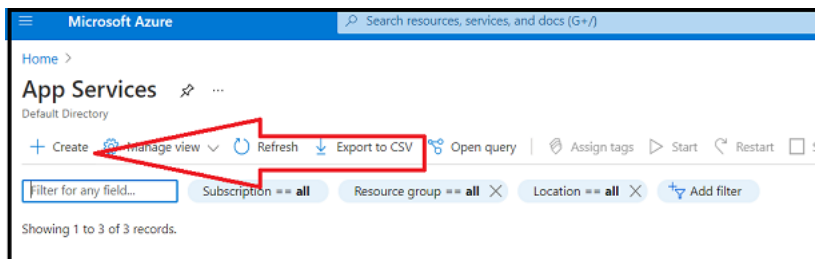 Microsoft Azure Search resources, services, and docs (G+/)
Home >
App Services ...
Default Directory
+ Create Manage view Refresh Export to CSV Open query Assign tags Start Restart
Filter for any field... Subscription == all Resource group == all Location == all Add filter
Showing 1 to 3 of 3 records.